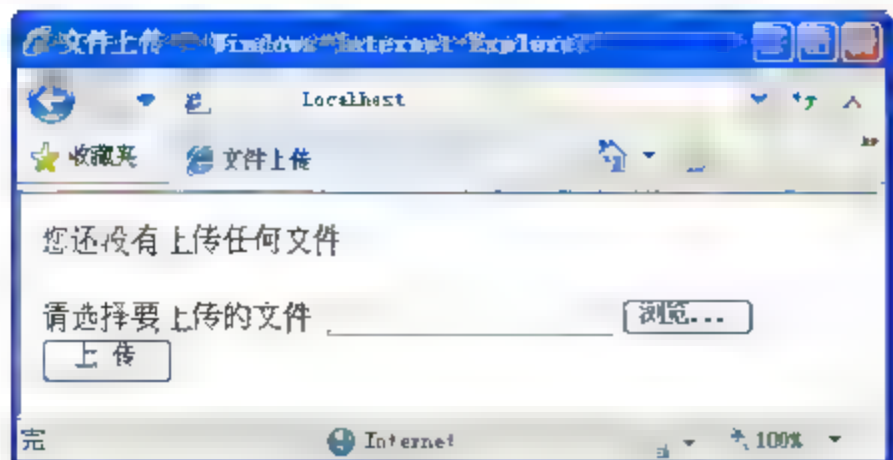 文件上传 - Windows Internet Explorer
Localhost
收藏夹 文件上传
您还没有上传任何文件
请选择要上传的文件 浏览...
上 传
完 Internet 100%